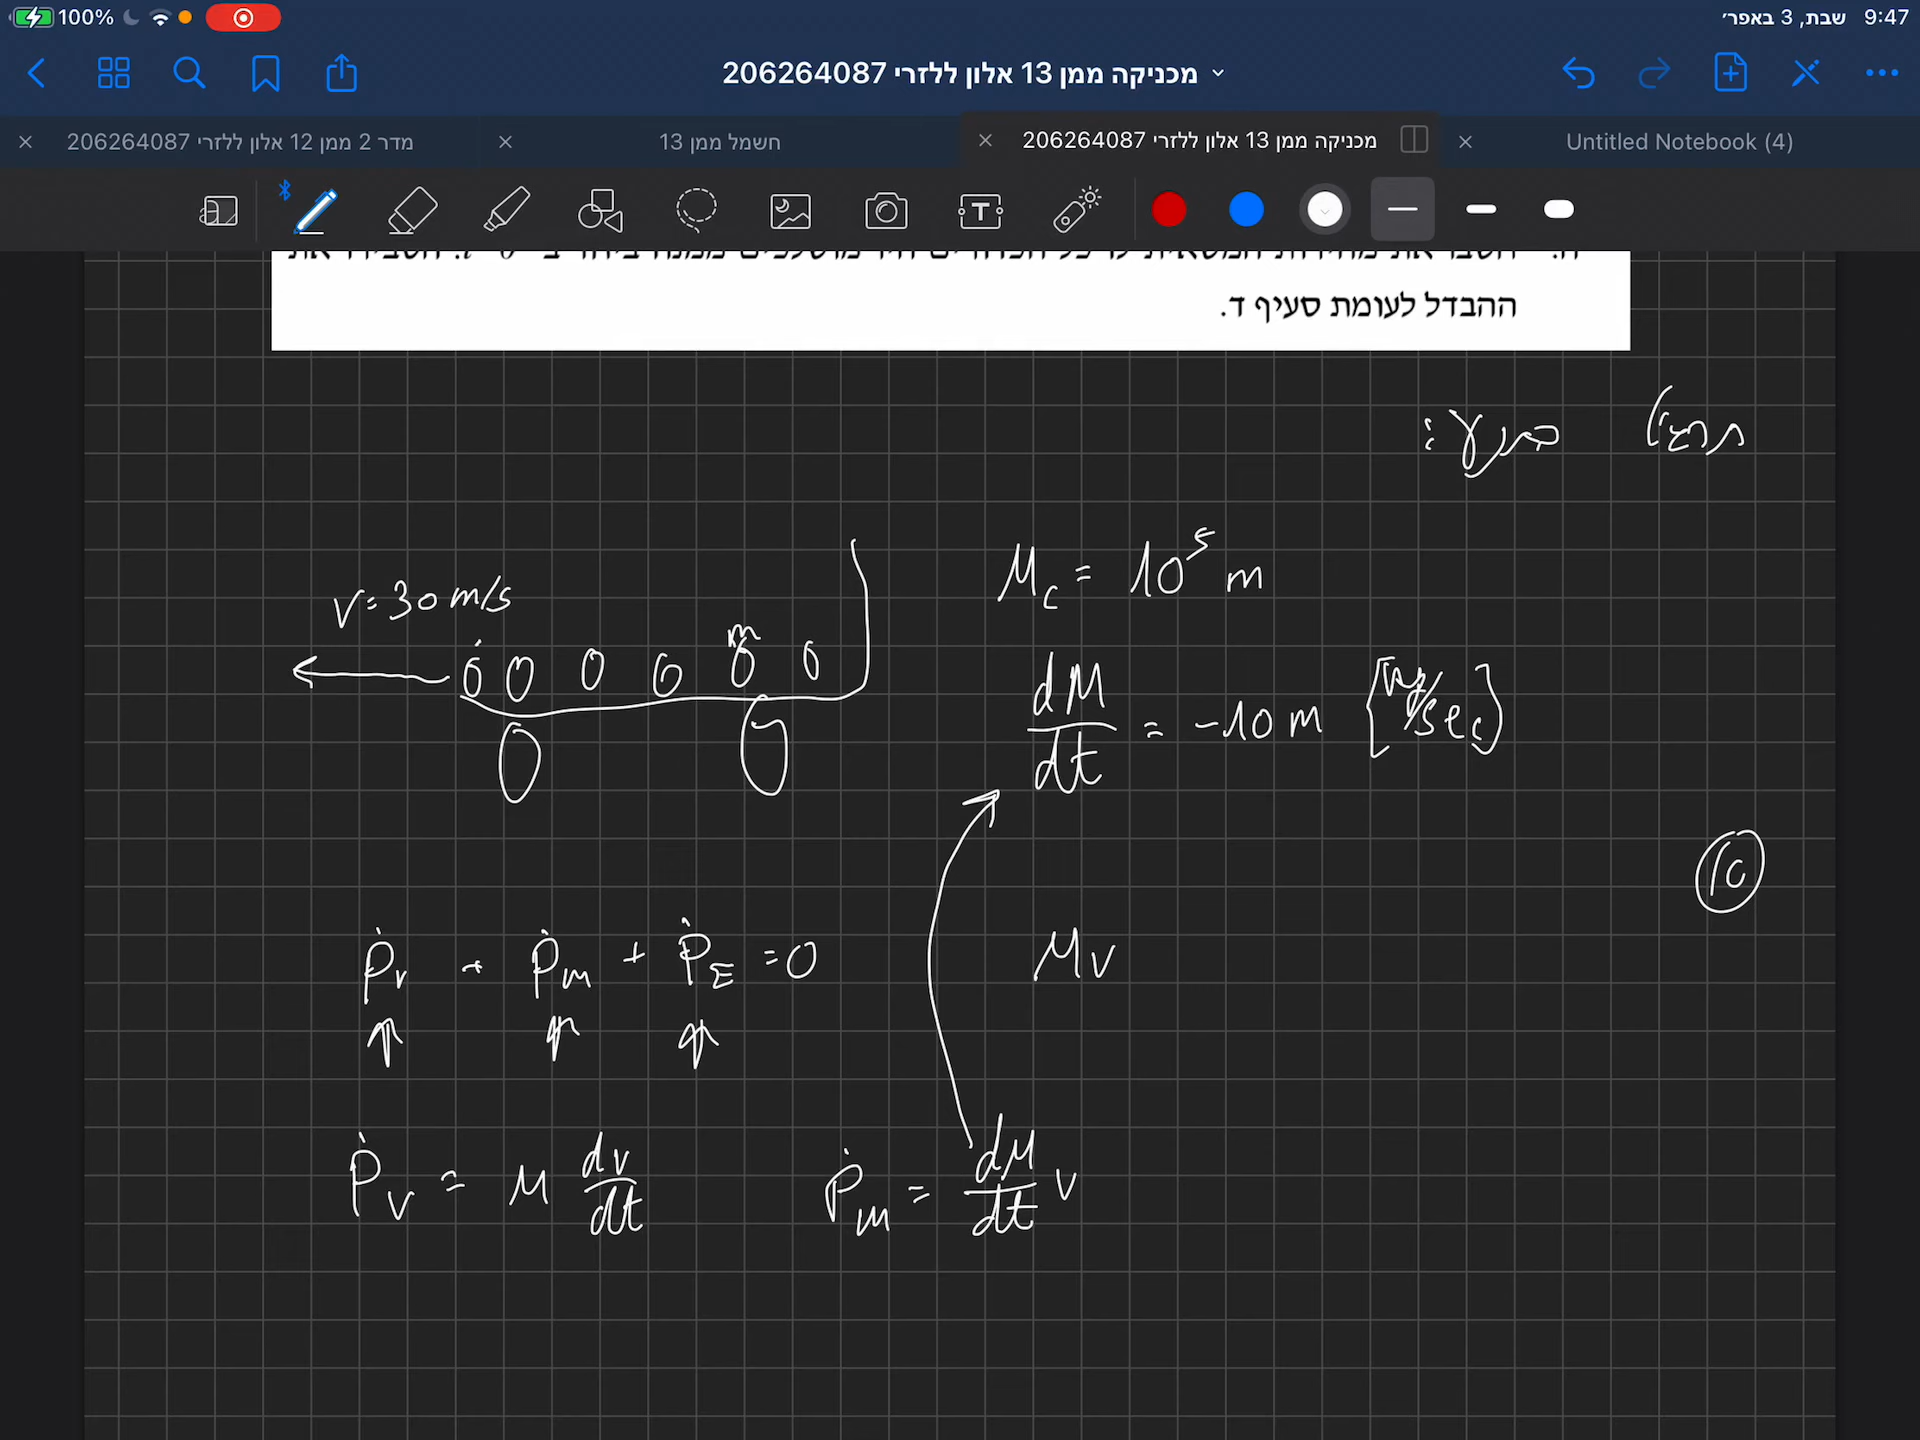 100%
9:47 שבת, 3 באפר׳
מכניקה ממן 13 אלון ללזרי 206264087
מדר 2 ממן 12 אלון ללזרי 206264087
חשמל ממן 13
מכניקה ממן 13 אלון ללזרי 206264087
Untitled Notebook (4)
ההבדל לעומת סעיף ד.
תרגיל
M_c = 10^5 m
v = 30 m/s
m
dM/dt = -10 m [kg/sec]
Ṗ_v + Ṗ_m + Ṗ_Σ = 0
Mv
Ṗ_v = M dv/dt
Ṗ_m = dM/dt v